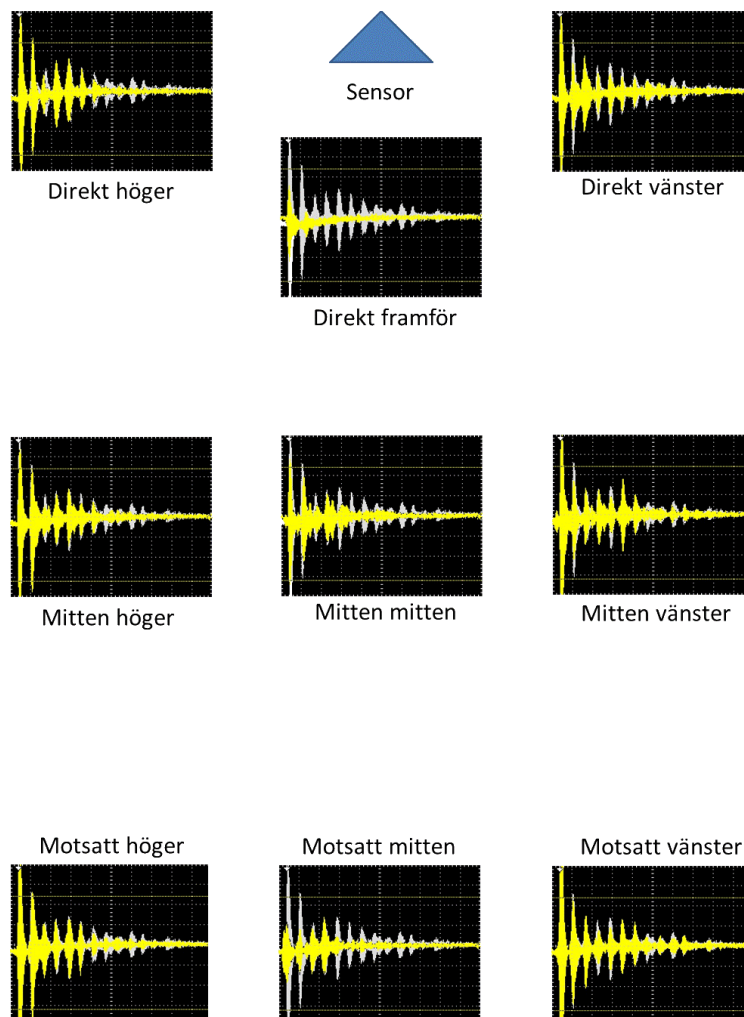 Sensor
Direkt höger
Direkt vänster
Direkt framför
Mitten höger
Mitten mitten
Mitten vänster
Motsatt höger
Motsatt mitten
Motsatt vänster